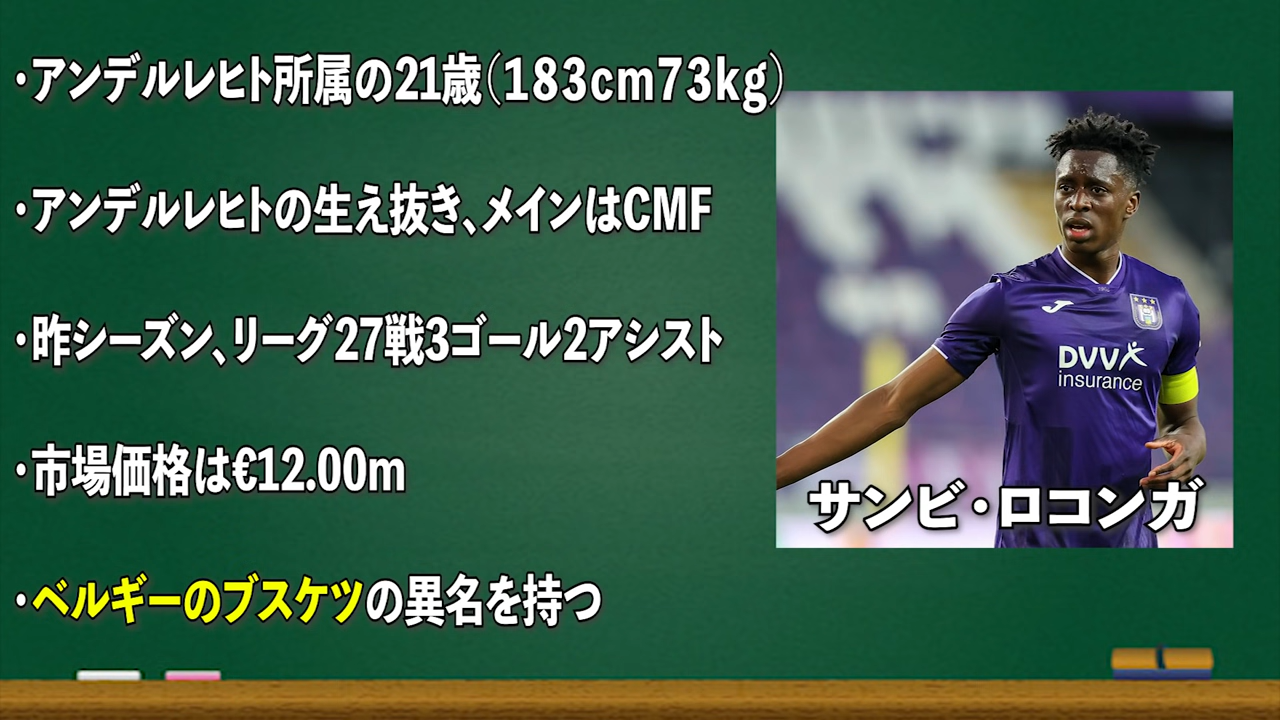 ・アンデルレヒト所属の21歳(183cm73kg)
・アンデルレヒトの生え抜き、メインはCMF
・昨シーズン、リーグ27戦3ゴール2アシスト
・市場価格は€12.00m
・ベルギーのブスケツの異名を持つ
DVV
insurance
サンビ・ロコンガ